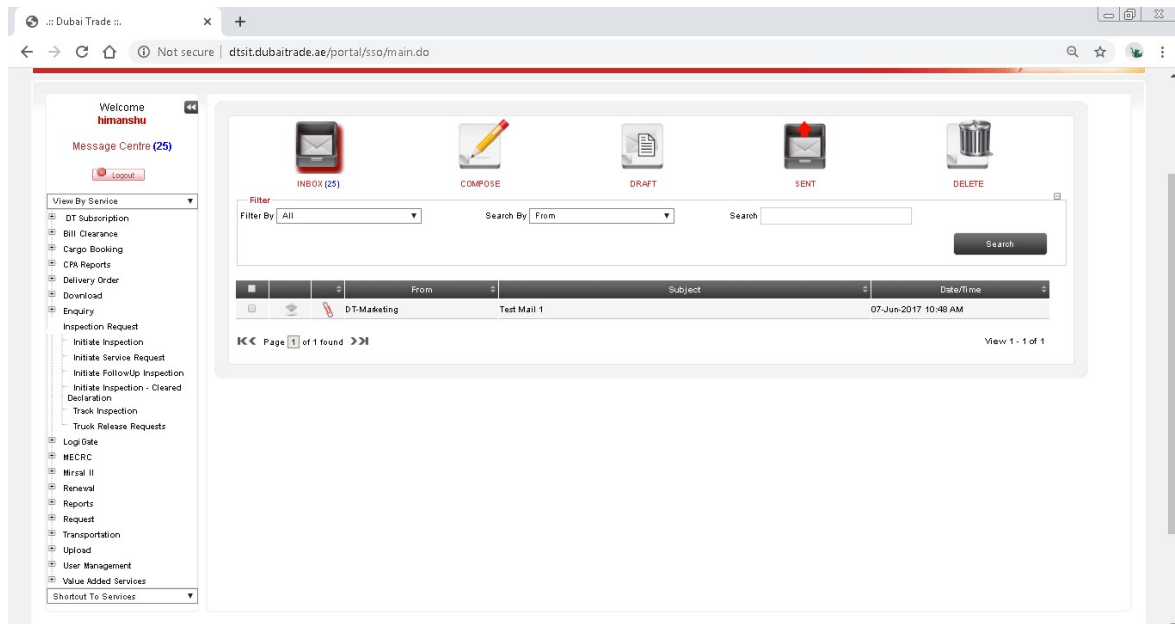 .:: Dubai Trade ::.
Not secure | dtsit.dubaitrade.ae/portal/sso/main.do
Welcome
himanshu
Message Centre (25)
Logout
View By Service
DT Subscription
Bill Clearance
Cargo Booking
CPA Reports
Delivery Order
Download
Enquiry
Inspection Request
Initiate Inspection
Initiate Service Request
Initiate FollowUp Inspection
Initiate Inspection - Cleared
Declaration
Track Inspection
Truck Release Requests
LogiGate
MECRC
Mirsal II
Renewal
Reports
Request
Transportation
Upload
User Management
Value Added Services
Shortcut To Services
INBOX (25) COMPOSE DRAFT SENT DELETE
Filter
Filter By All Search By From Search
Search
From Subject Date/Time
DT-Marketing Test Mail 1 07-Jun-2017 10:48 AM
Page 1 of 1 found View 1 - 1 of 1